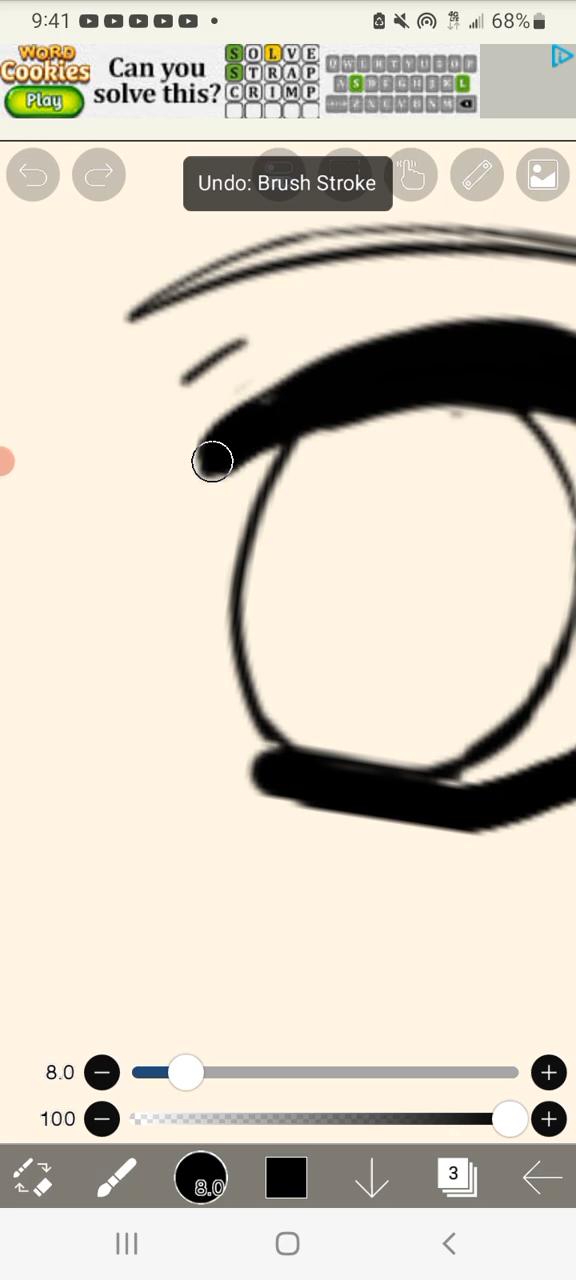 9:41
68%
WORD
Cookies
Play
Can you
solve this?
SOLVE
STRAP
CRIMP
Undo: Brush Stroke
8.0
100
8.0
3